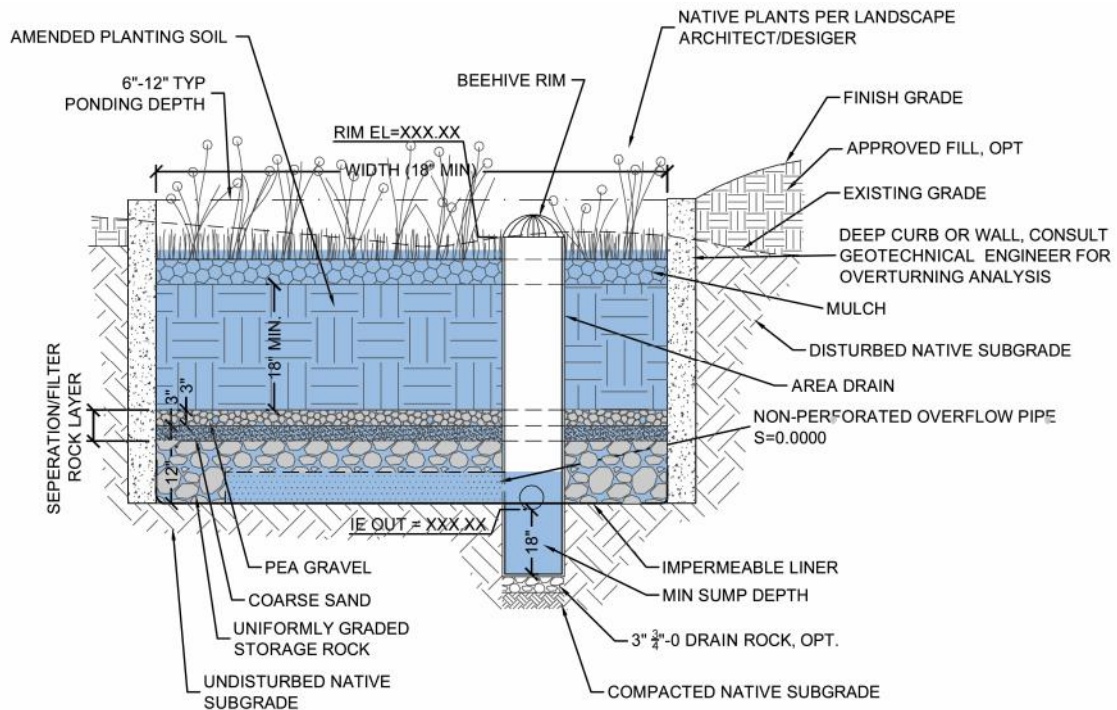 AMENDED PLANTING SOIL
6"-12" TYP
PONDING DEPTH
RIM EL=XXX.XX
BEEHIVE RIM
NATIVE PLANTS PER LANDSCAPE
ARCHITECT/DESIGER
FINISH GRADE
APPROVED FILL, OPT
EXISTING GRADE
WIDTH (18" MIN)
DEEP CURB OR WALL, CONSULT
GEOTECHNICAL ENGINEER FOR
OVERTURNING ANALYSIS
MULCH
DISTURBED NATIVE SUBGRADE
AREA DRAIN
NON-PERFORATED OVERFLOW PIPE
S=0.0000
18" MIN.
3"
3"
12"
SEPERATION/FILTER
ROCK LAYER
IE OUT = XXX.XX
18"
PEA GRAVEL
COARSE SAND
UNIFORMLY GRADED
STORAGE ROCK
UNDISTURBED NATIVE
SUBGRADE
IMPERMEABLE LINER
MIN SUMP DEPTH
3" 3/4"-0 DRAIN ROCK, OPT.
COMPACTED NATIVE SUBGRADE